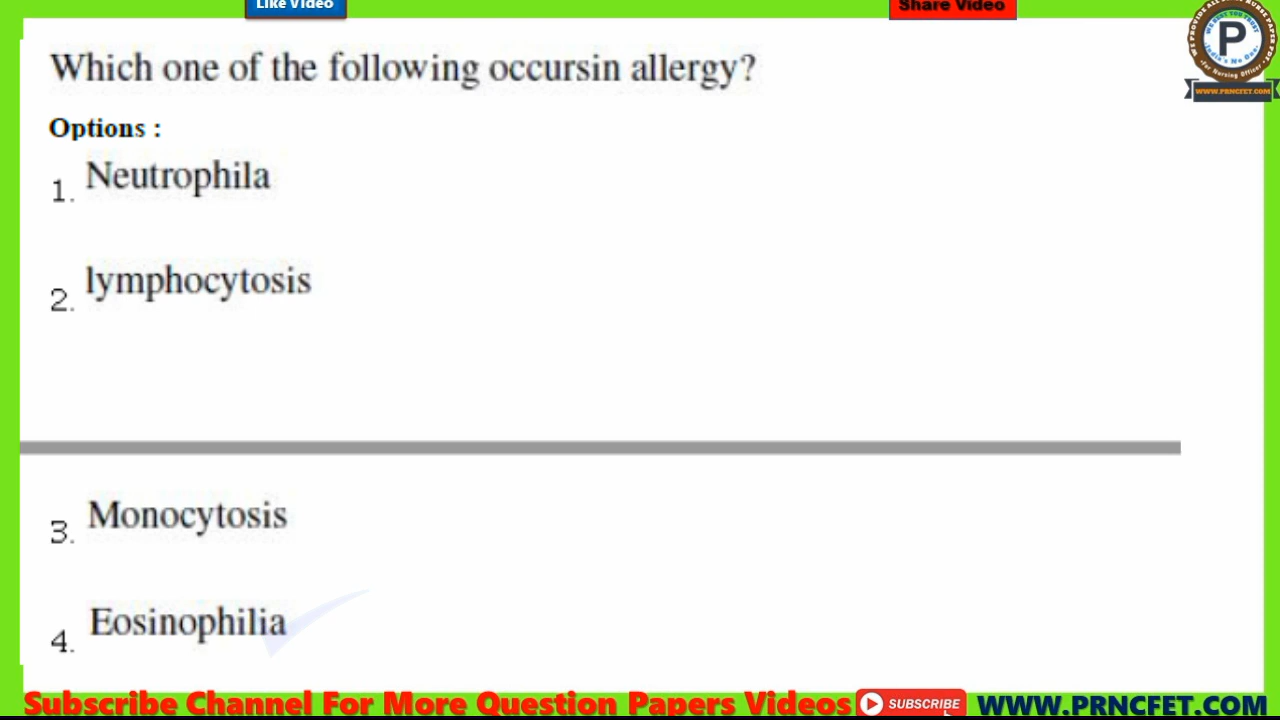 Like Video
Share Video
Which one of the following occursin allergy?
P
WWW.PRNCFET.COM
Options :
1. Neutrophila
2. lymphocytosis
3. Monocytosis
4. Eosinophilia
Subscribe Channel For More Question Papers Videos SUBSCRIBE WWW.PRNCFET.COM